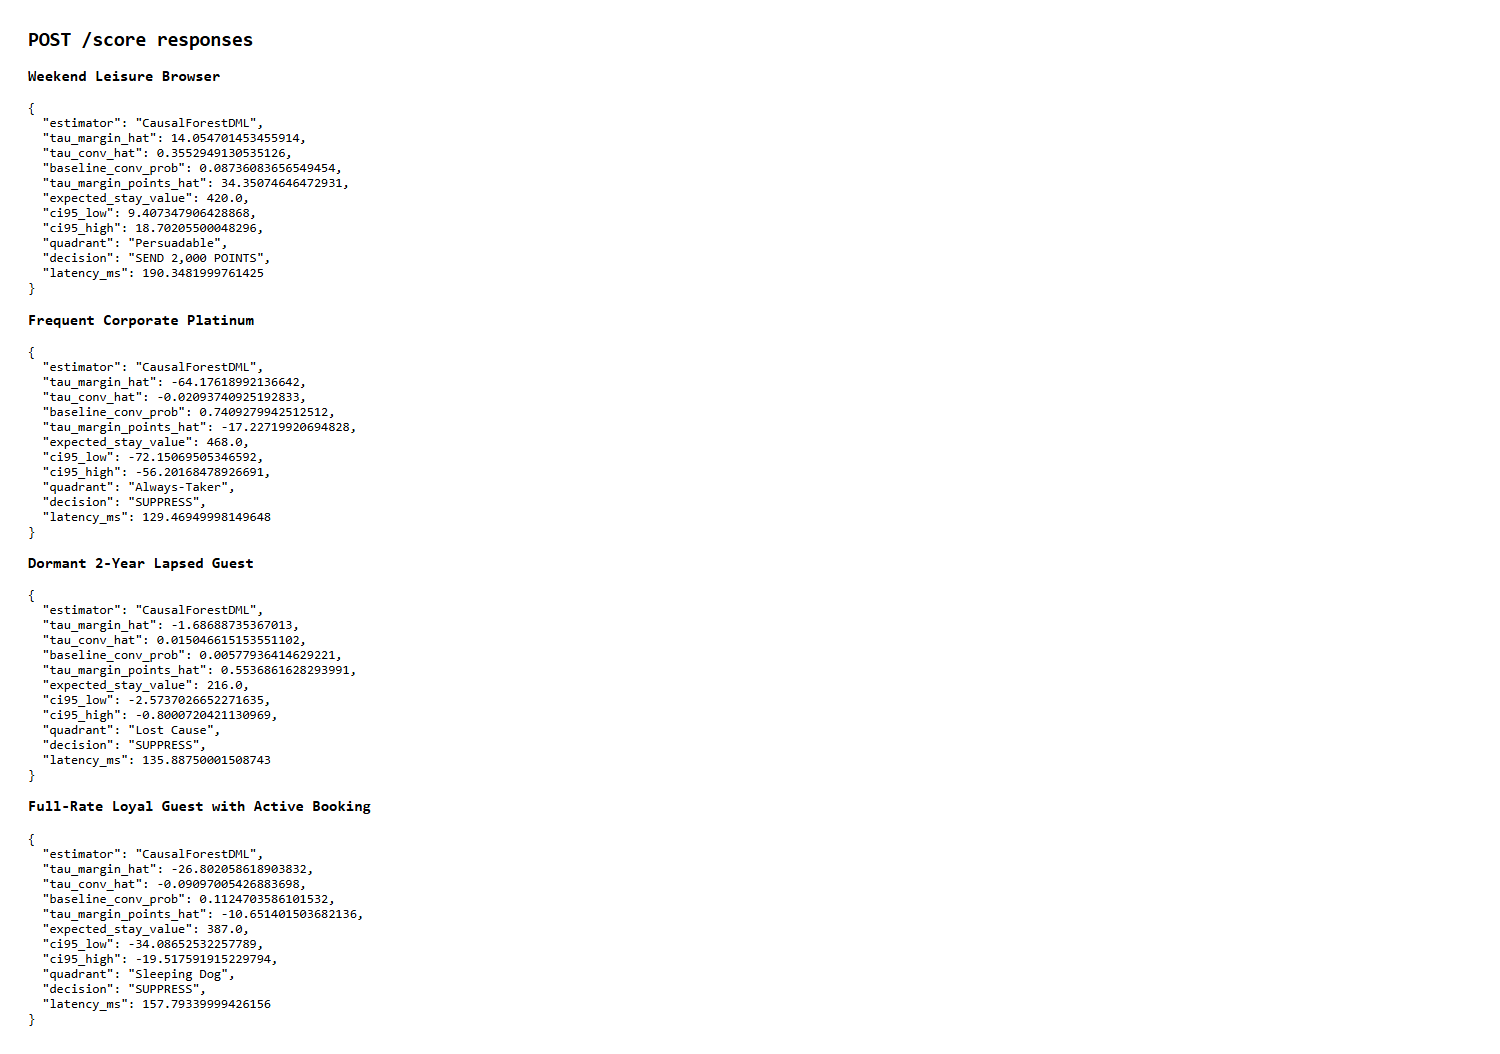 POST /score responses
Weekend Leisure Browser
{
  "estimator": "CausalForestDML",
  "tau_margin_hat": 14.054701453455914,
  "tau_conv_hat": 0.3552949130535126,
  "baseline_conv_prob": 0.08736083656549454,
  "tau_margin_points_hat": 34.35074646472931,
  "expected_stay_value": 420.0,
  "ci95_low": 9.407347906428868,
  "ci95_high": 18.70205500048296,
  "quadrant": "Persuadable",
  "decision": "SEND 2,000 POINTS",
  "latency_ms": 190.3481999761425
}
Frequent Corporate Platinum
{
  "estimator": "CausalForestDML",
  "tau_margin_hat": -64.17618992136642,
  "tau_conv_hat": -0.02093740925192833,
  "baseline_conv_prob": 0.7409279942512512,
  "tau_margin_points_hat": -17.22719920694828,
  "expected_stay_value": 468.0,
  "ci95_low": -72.15069505346592,
  "ci95_high": -56.20168478926691,
  "quadrant": "Always-Taker",
  "decision": "SUPPRESS",
  "latency_ms": 129.46949998149648
}
Dormant 2-Year Lapsed Guest
{
  "estimator": "CausalForestDML",
  "tau_margin_hat": -1.68688735367013,
  "tau_conv_hat": 0.015046615153551102,
  "baseline_conv_prob": 0.00577936414629221,
  "tau_margin_points_hat": 0.5536861628293991,
  "expected_stay_value": 216.0,
  "ci95_low": -2.5737026652271635,
  "ci95_high": -0.8000720421130969,
  "quadrant": "Lost Cause",
  "decision": "SUPPRESS",
  "latency_ms": 135.88750001508743
}
Full-Rate Loyal Guest with Active Booking
{
  "estimator": "CausalForestDML",
  "tau_margin_hat": -26.802058618903832,
  "tau_conv_hat": -0.09097005426883698,
  "baseline_conv_prob": 0.1124703586101532,
  "tau_margin_points_hat": -10.651401503682136,
  "expected_stay_value": 387.0,
  "ci95_low": -34.08652532257789,
  "ci95_high": -19.517591915229794,
  "quadrant": "Sleeping Dog",
  "decision": "SUPPRESS",
  "latency_ms": 157.79339999426156
}